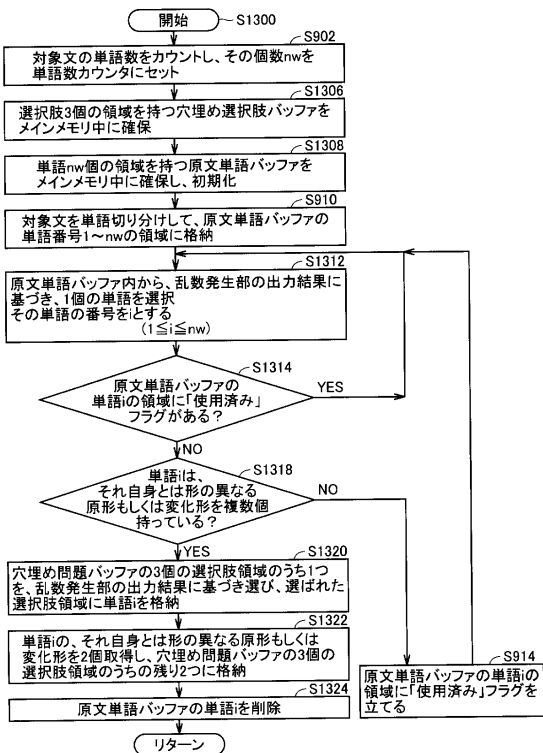 開始
S1300
S902
対象文の単語数をカウントし、その個数nwを
単語数カウンタにセット
S1306
選択肢3個の領域を持つ穴埋め選択肢バッファを
メインメモリ中に確保
S1308
単語nw個の領域を持つ原文単語バッファを
メインメモリ中に確保し、初期化
S910
対象文を単語切り分けして、原文単語バッファの
単語番号1～nwの領域に格納
S1312
原文単語バッファ内から、乱数発生部の出力結果に
基づき、1個の単語を選択
その単語の番号をiとする
(1≦i≦nw)
S1314
原文単語バッファの
単語iの領域に「使用済み」
フラグがある？
YES
NO
S1318
単語iは、
それ自身とは形の異なる
原形もしくは変化形を複数個
持っている？
NO
YES
S1320
穴埋め問題バッファの3個の選択肢領域のうち1つ
を、乱数発生部の出力結果に基づき選び、選ばれた
選択肢領域に単語iを格納
S1322
単語iの、それ自身とは形の異なる原形もしくは
変化形を2個取得し、穴埋め問題バッファの3個の
選択肢領域のうちの残り2つに格納
S914
原文単語バッファの単語iの
領域に「使用済み」フラグを
立てる
S1324
原文単語バッファの単語iを削除
リターン